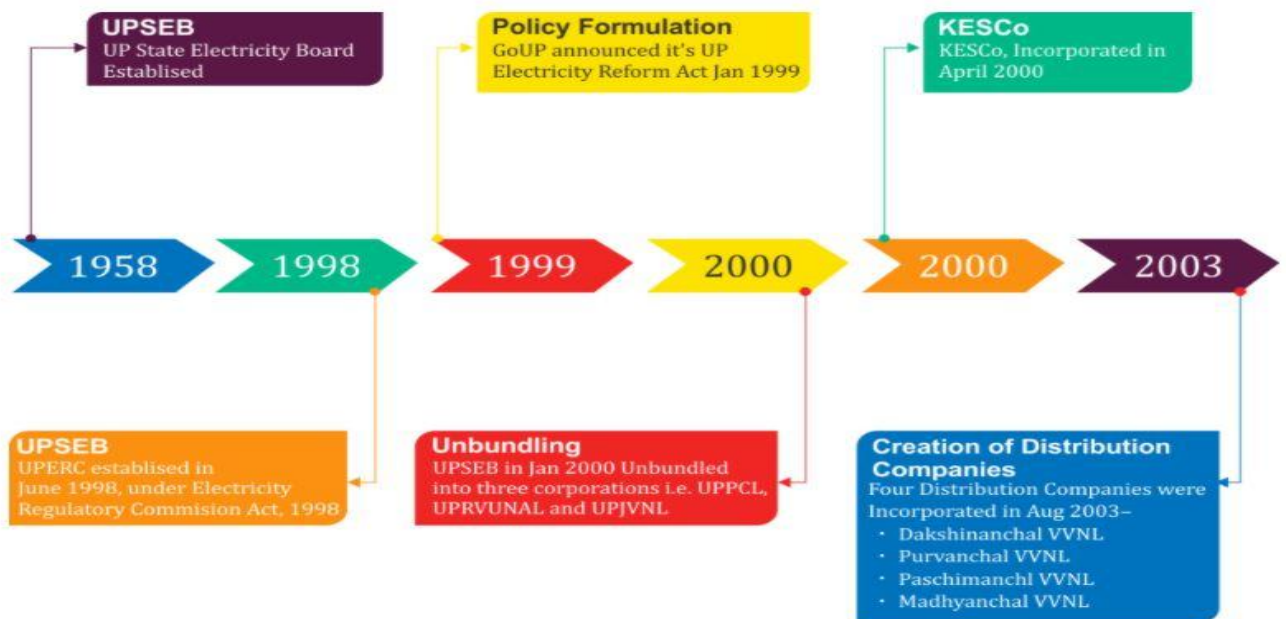 UPSEB
UP State Electricity Board
Establised
Policy Formulation
GoUP announced it's UP
Electricity Reform Act Jan 1999
KESCo
KESCo, Incorporated in
April 2000
1958
1998
1999
2000
2000
2003
UPSEB
UPERC establised in
June 1998, under Electricity
Regulatory Commision Act, 1998
Unbundling
UPSEB in Jan 2000 Unbundled
into three corporations i.e. UPPCL,
UPRVUNAL and UPJVNL
Creation of Distribution
Companies
Four Distribution Companies were
Incorporated in Aug 2003–
· Dakshinanchal VVNL
· Purvanchal VVNL
· Paschimanchl VVNL
· Madhyanchal VVNL